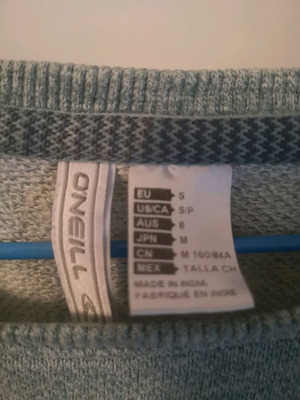 O'NEILL
EU S
US/CA S/P
AUS 8
JPN M
CN M 160/84A
MEX TALLA CH
MADE IN INDIA
FABRIQUE EN INDE